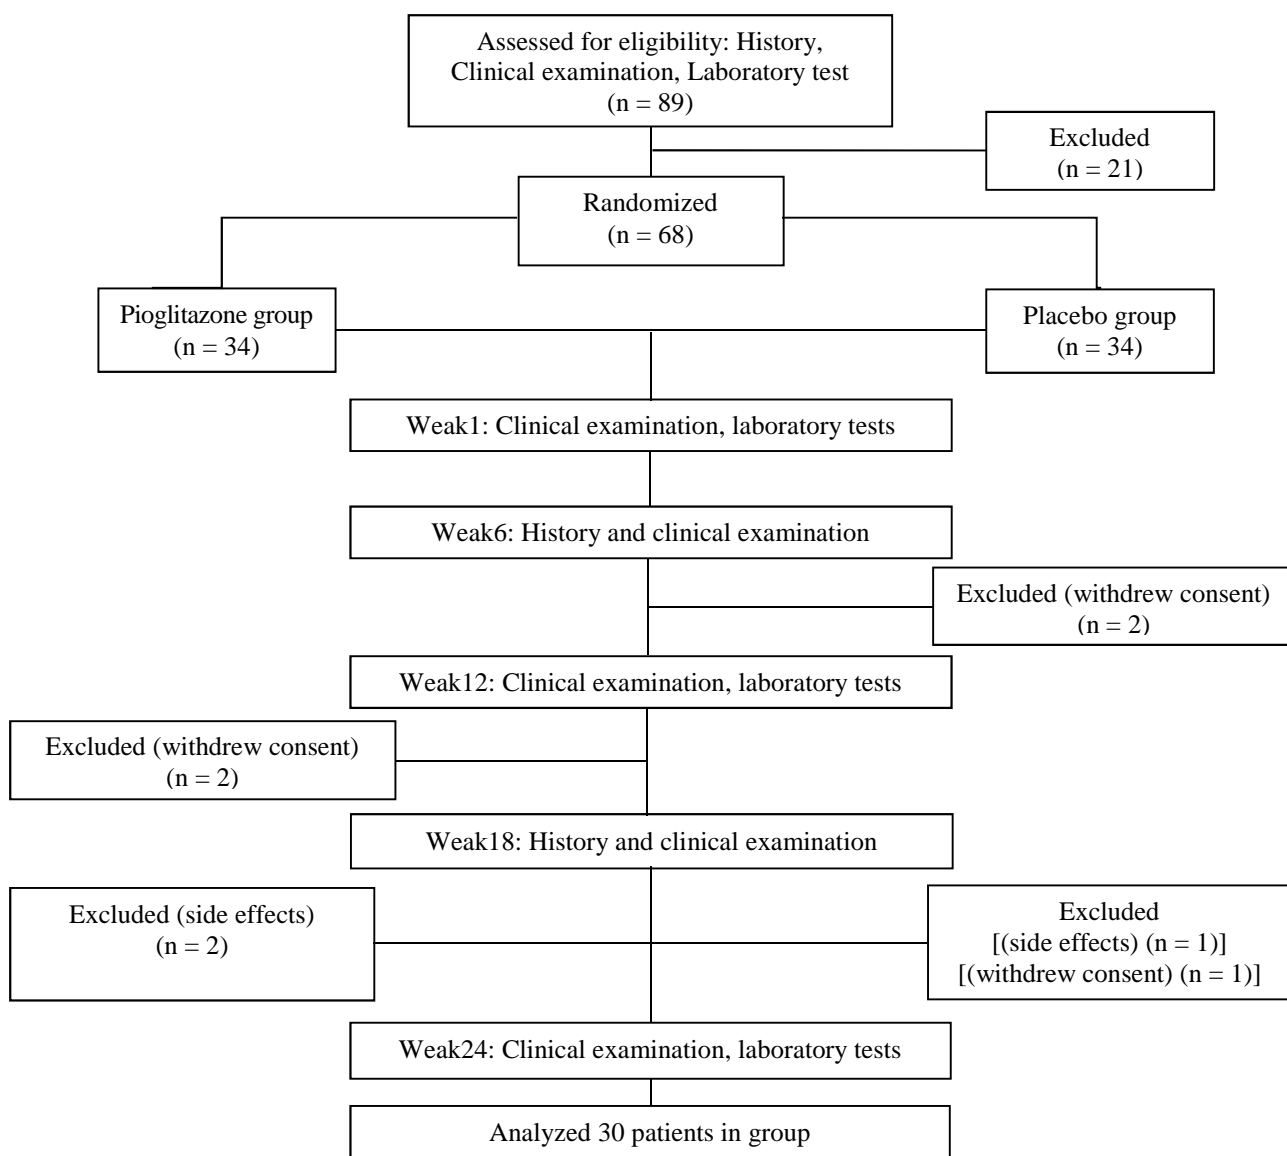 Assessed for eligibility: History,
Clinical examination, Laboratory test
(n = 89)
Excluded
(n = 21)
Randomized
(n = 68)
Pioglitazone group
(n = 34)
Placebo group
(n = 34)
Weak1: Clinical examination, laboratory tests
Weak6: History and clinical examination
Excluded (withdrew consent)
(n = 2)
Weak12: Clinical examination, laboratory tests
Excluded (withdrew consent)
(n = 2)
Weak18: History and clinical examination
Excluded (side effects)
(n = 2)
Excluded
[(side effects) (n = 1)]
[(withdrew consent) (n = 1)]
Weak24: Clinical examination, laboratory tests
Analyzed 30 patients in group